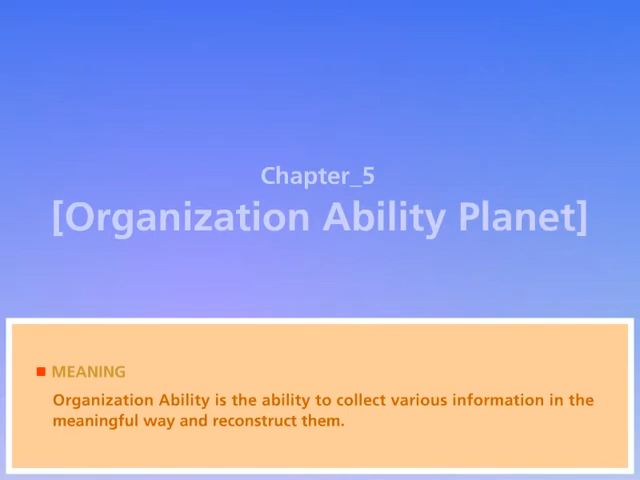 Chapter_5
[Organization Ability Planet]
MEANING
Organization Ability is the ability to collect various information in the
meaningful way and reconstruct them.